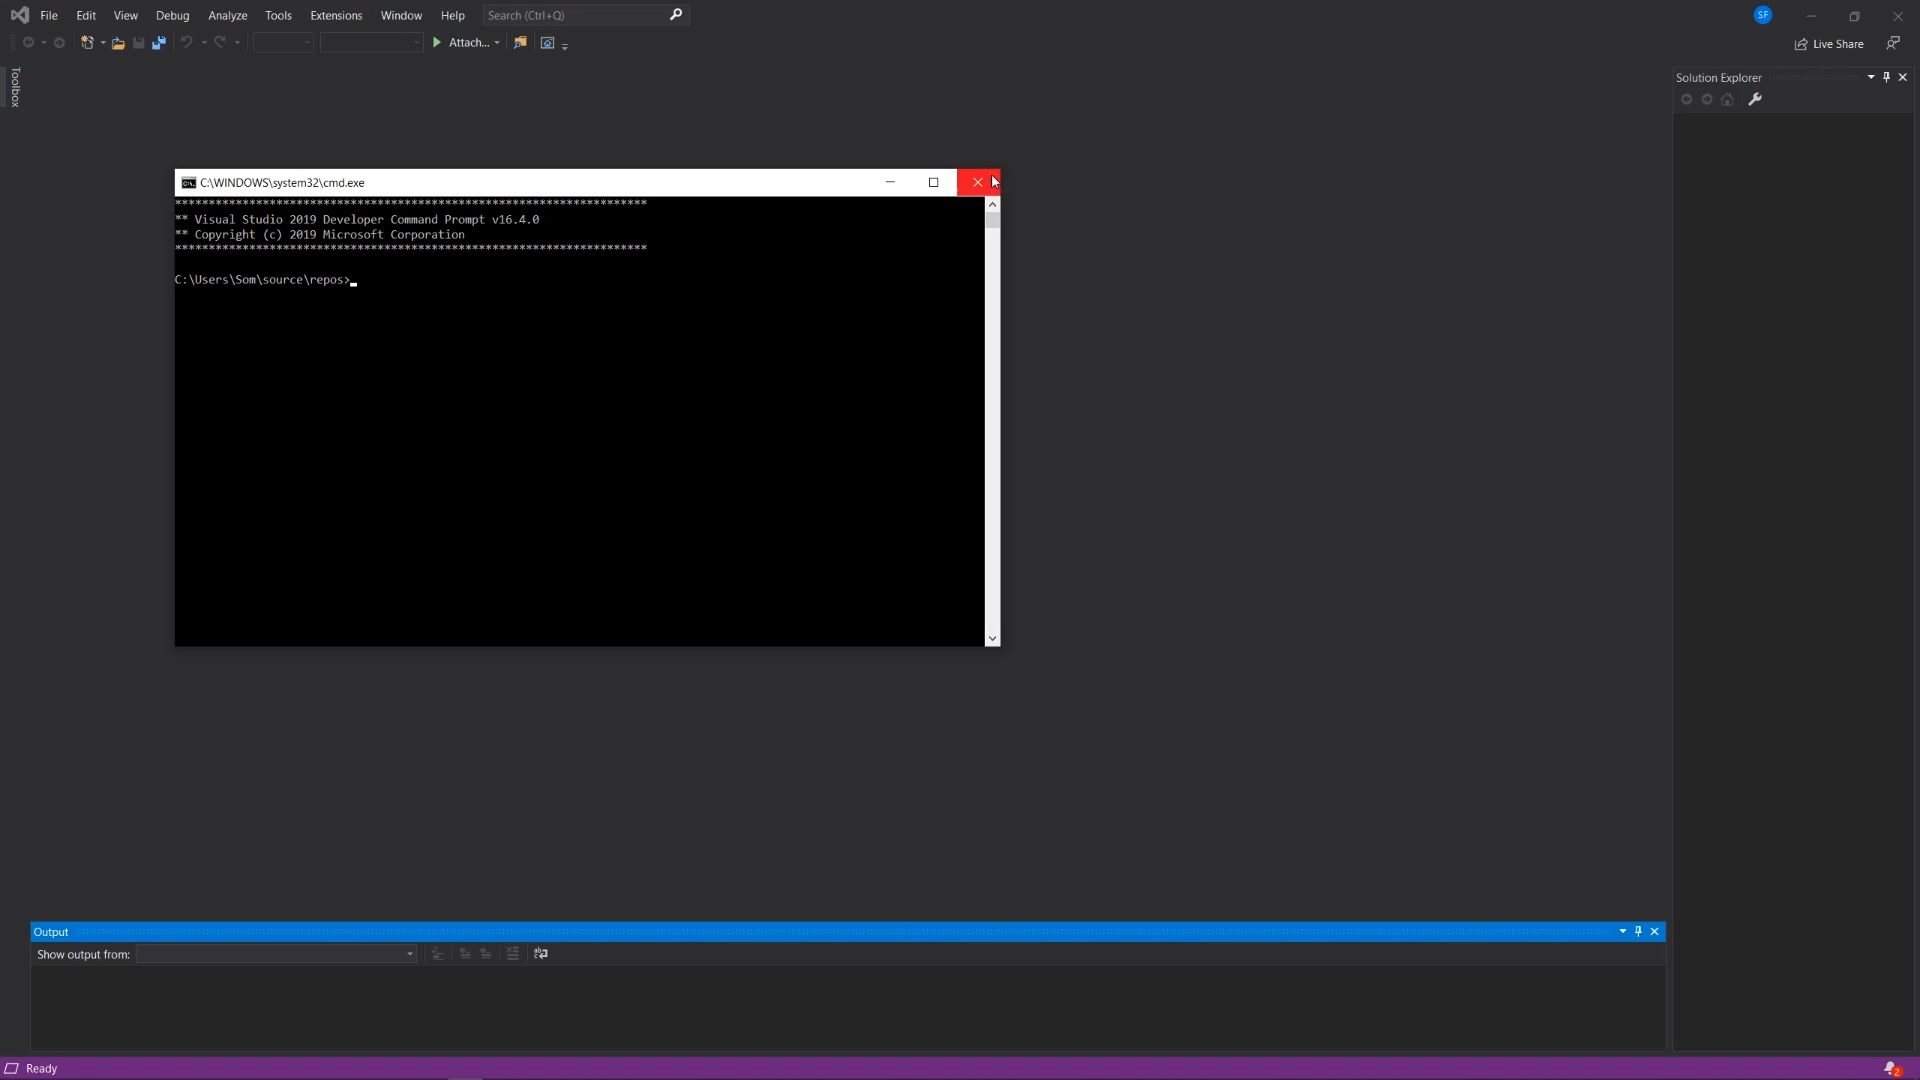 File Edit View Debug Analyze Tools Extensions Window Help Search (Ctrl+Q) SF
Attach... Live Share
Toolbox
Solution Explorer
C:\WINDOWS\system32\cmd.exe
**********************************************************************
** Visual Studio 2019 Developer Command Prompt v16.4.0
** Copyright (c) 2019 Microsoft Corporation
**********************************************************************
C:\Users\Som\source\repos>
Output
Show output from:
Ready 2